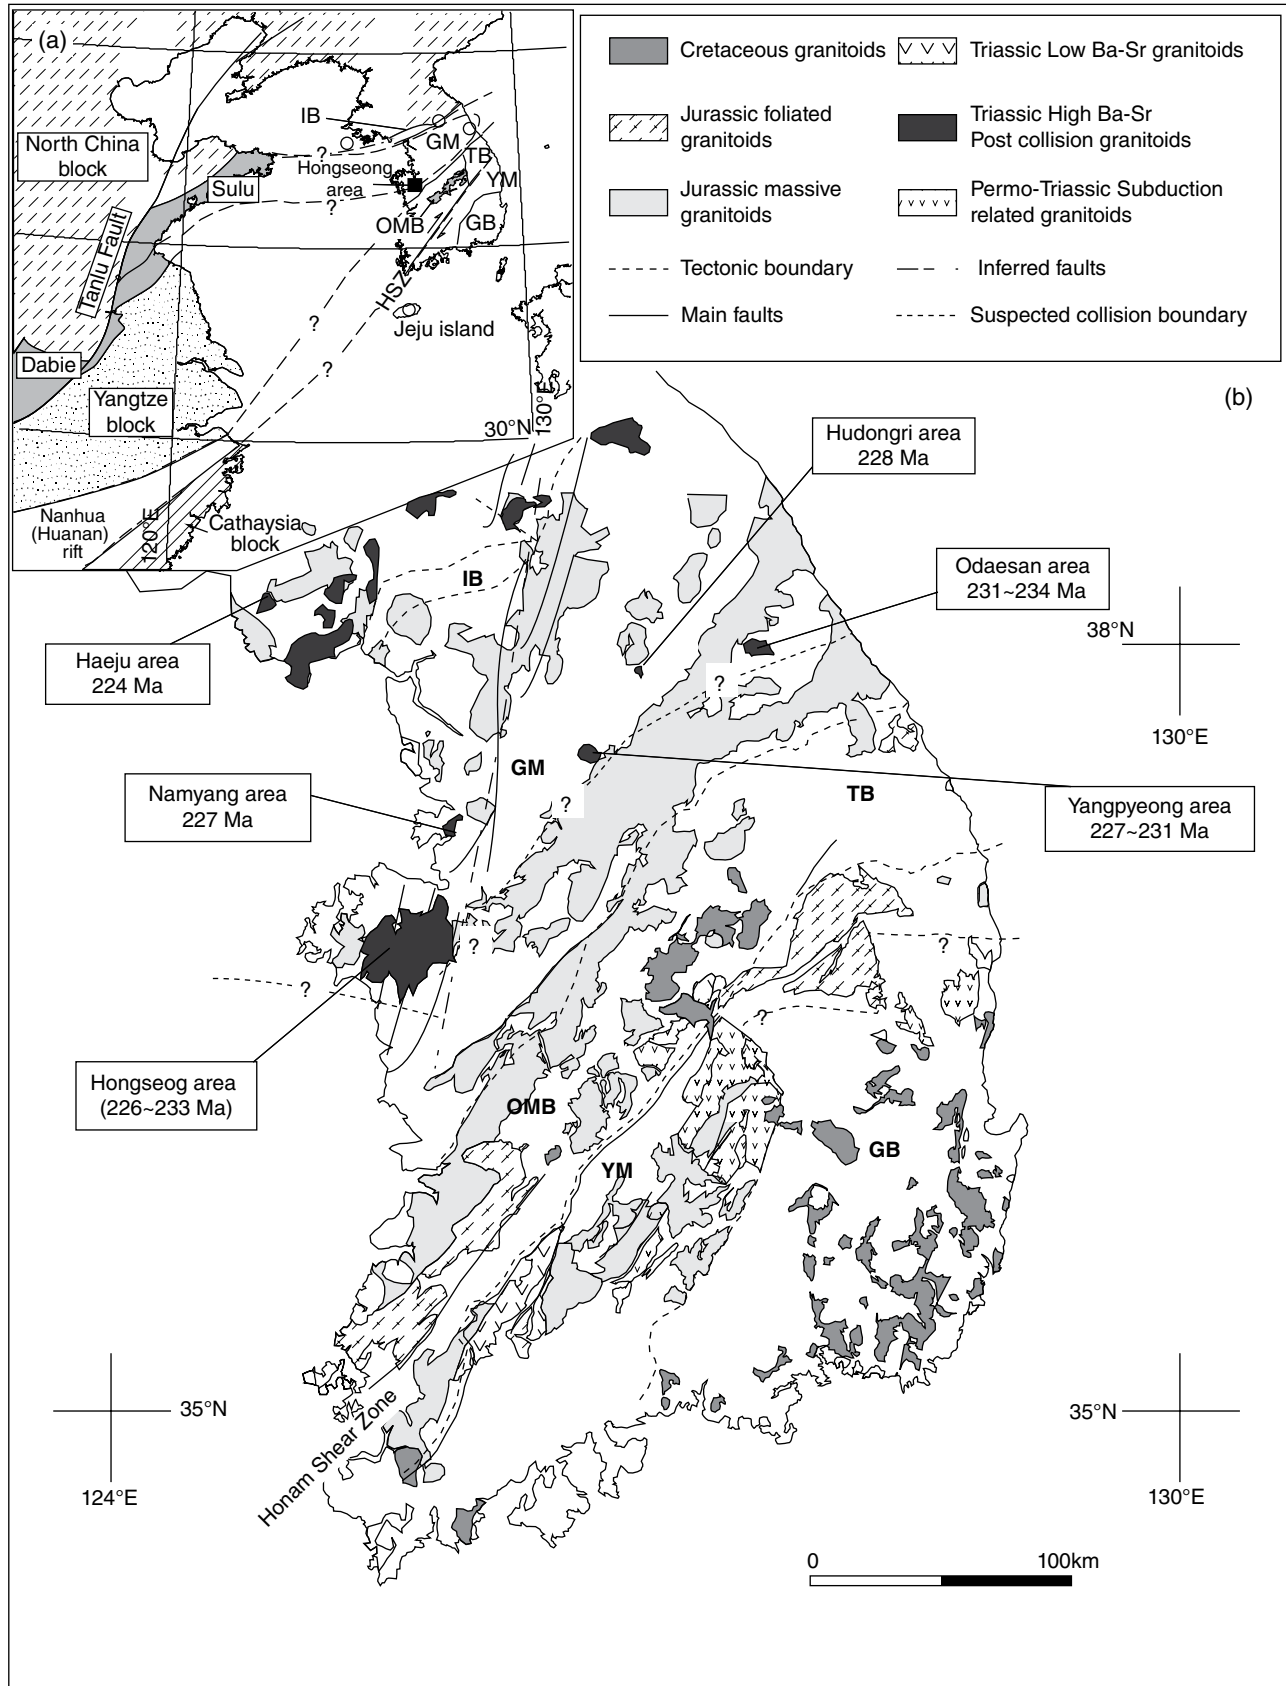 (a)
IB
North China
block
GM
TB
Hongseong
area
YM
Sulu
OMB
GB
Tanlu Fault
HSZ
?
?
?
?
Jeju island
Dabie
Yangtze
block
30°N
130°E
Nanhua
(Huanan)
rift
120°E
Cathaysia
block
Cretaceous granitoids
Triassic Low Ba-Sr granitoids
Jurassic foliated
granitoids
Triassic High Ba-Sr
Post collision granitoids
Jurassic massive
granitoids
Permo-Triassic Subduction
related granitoids
Tectonic boundary
Inferred faults
Main faults
Suspected collision boundary
(b)
Hudongri area
228 Ma
Odaesan area
231~234 Ma
IB
38°N
130°E
Haeju area
224 Ma
?
GM
Namyang area
227 Ma
?
TB
Yangpyeong area
227~231 Ma
?
?
?
?
Hongseog area
(226~233 Ma)
OMB
YM
GB
35°N
124°E
Honam Shear Zone
35°N
130°E
0
100km